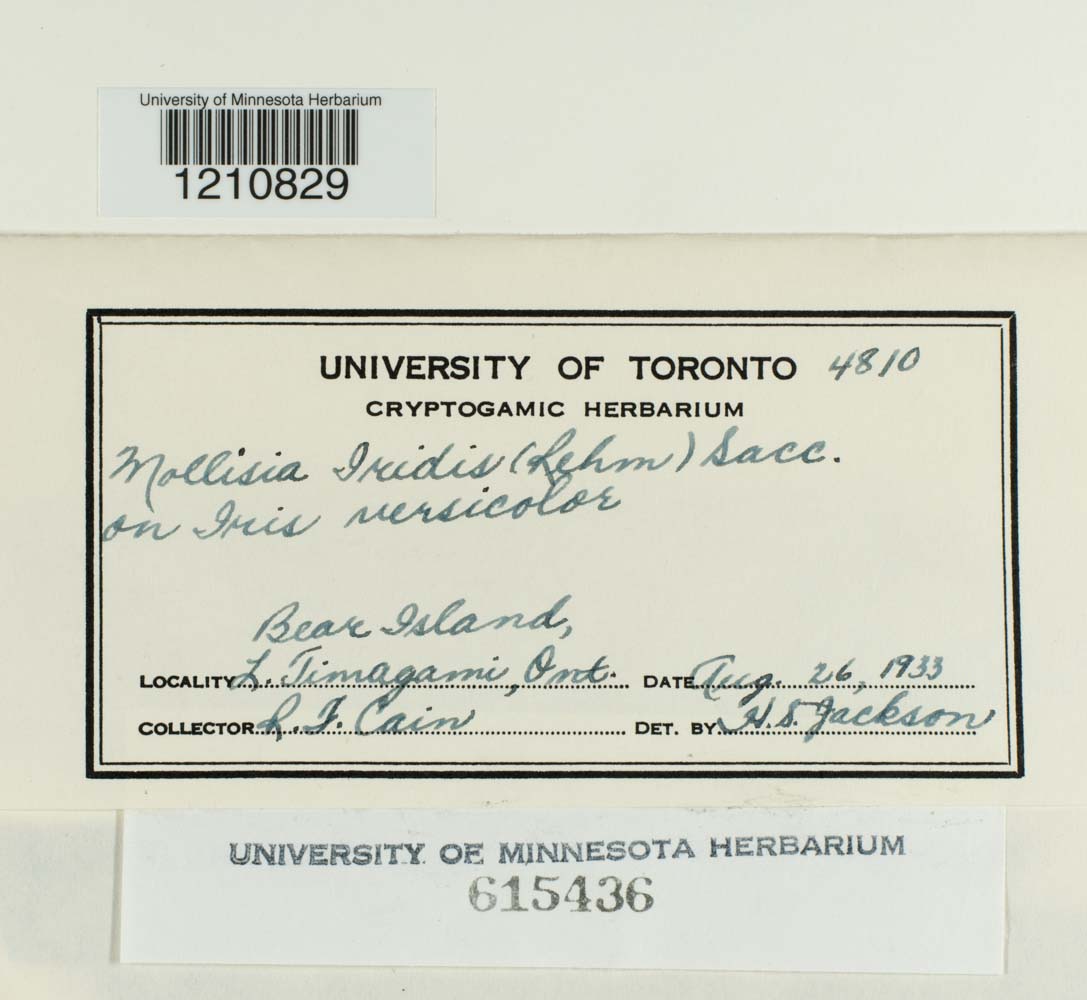 University of Minnesota Herbarium
1210829
UNIVERSITY OF TORONTO 4810
CRYPTOGAMIC HERBARIUM
Mollisia Iridis (Rehm) Sacc.
on Iris versicolor
Bear Island,
LOCALITY L. Timagami, Ont. DATE Aug. 26, 1933
COLLECTOR R. F. Cain DET. BY H. S. Jackson
UNIVERSITY OF MINNESOTA HERBARIUM
615436